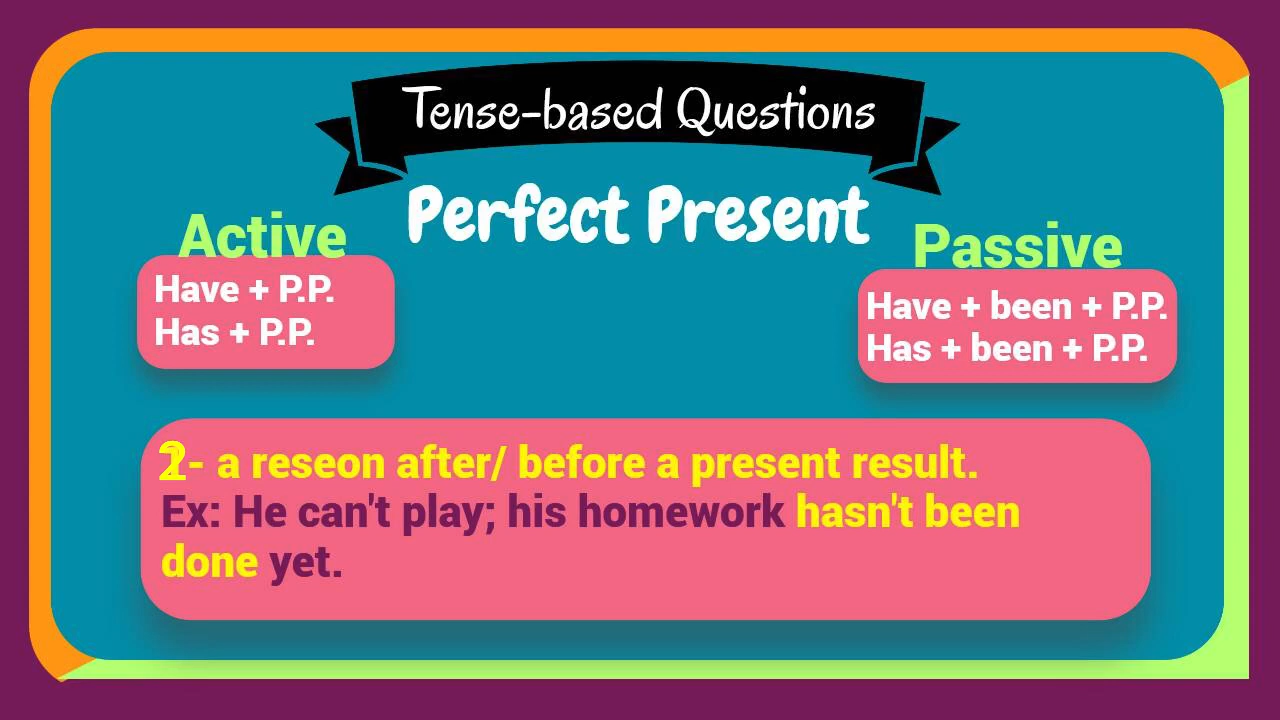 Tense-based Questions
Perfect Present
Active
Have + P.P.
Has + P.P.
Passive
Have + been + P.P.
Has + been + P.P.
2- a reseon after/ before a present result.
Ex: He can't play; his homework hasn't been
done yet.